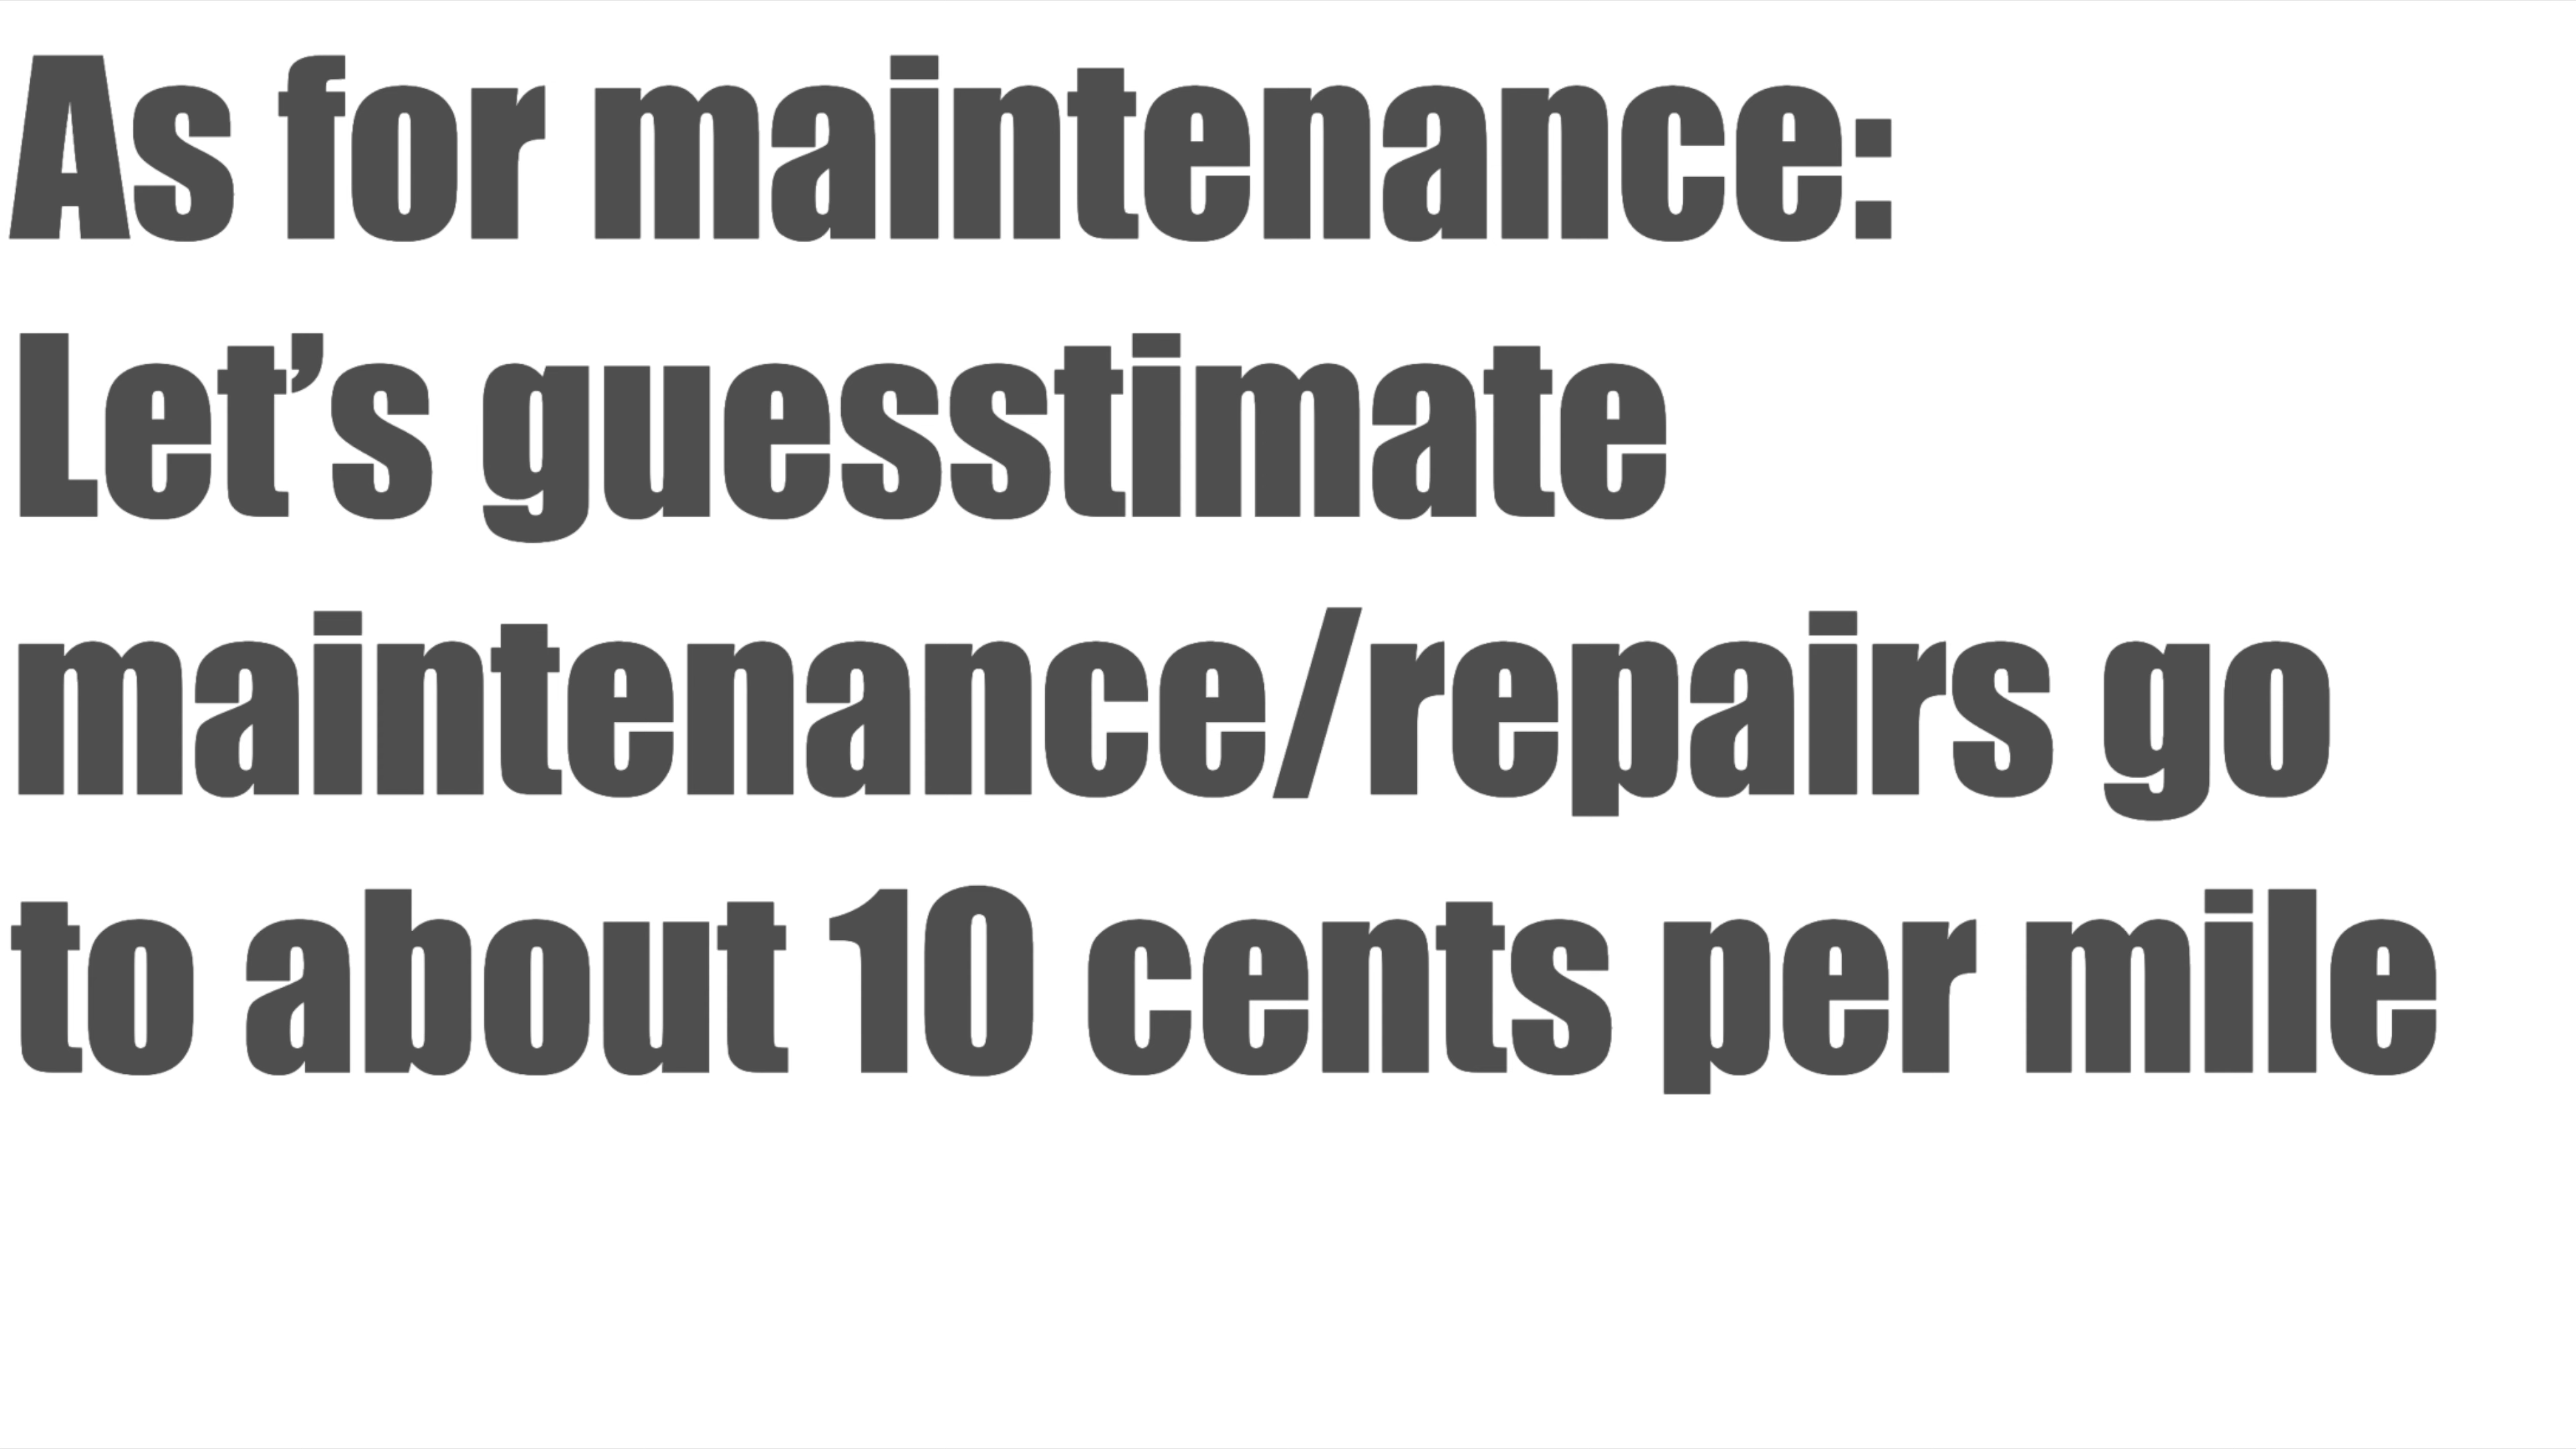 As for maintenance:
Let’s guesstimate
maintenance/repairs go
to about 10 cents per mile